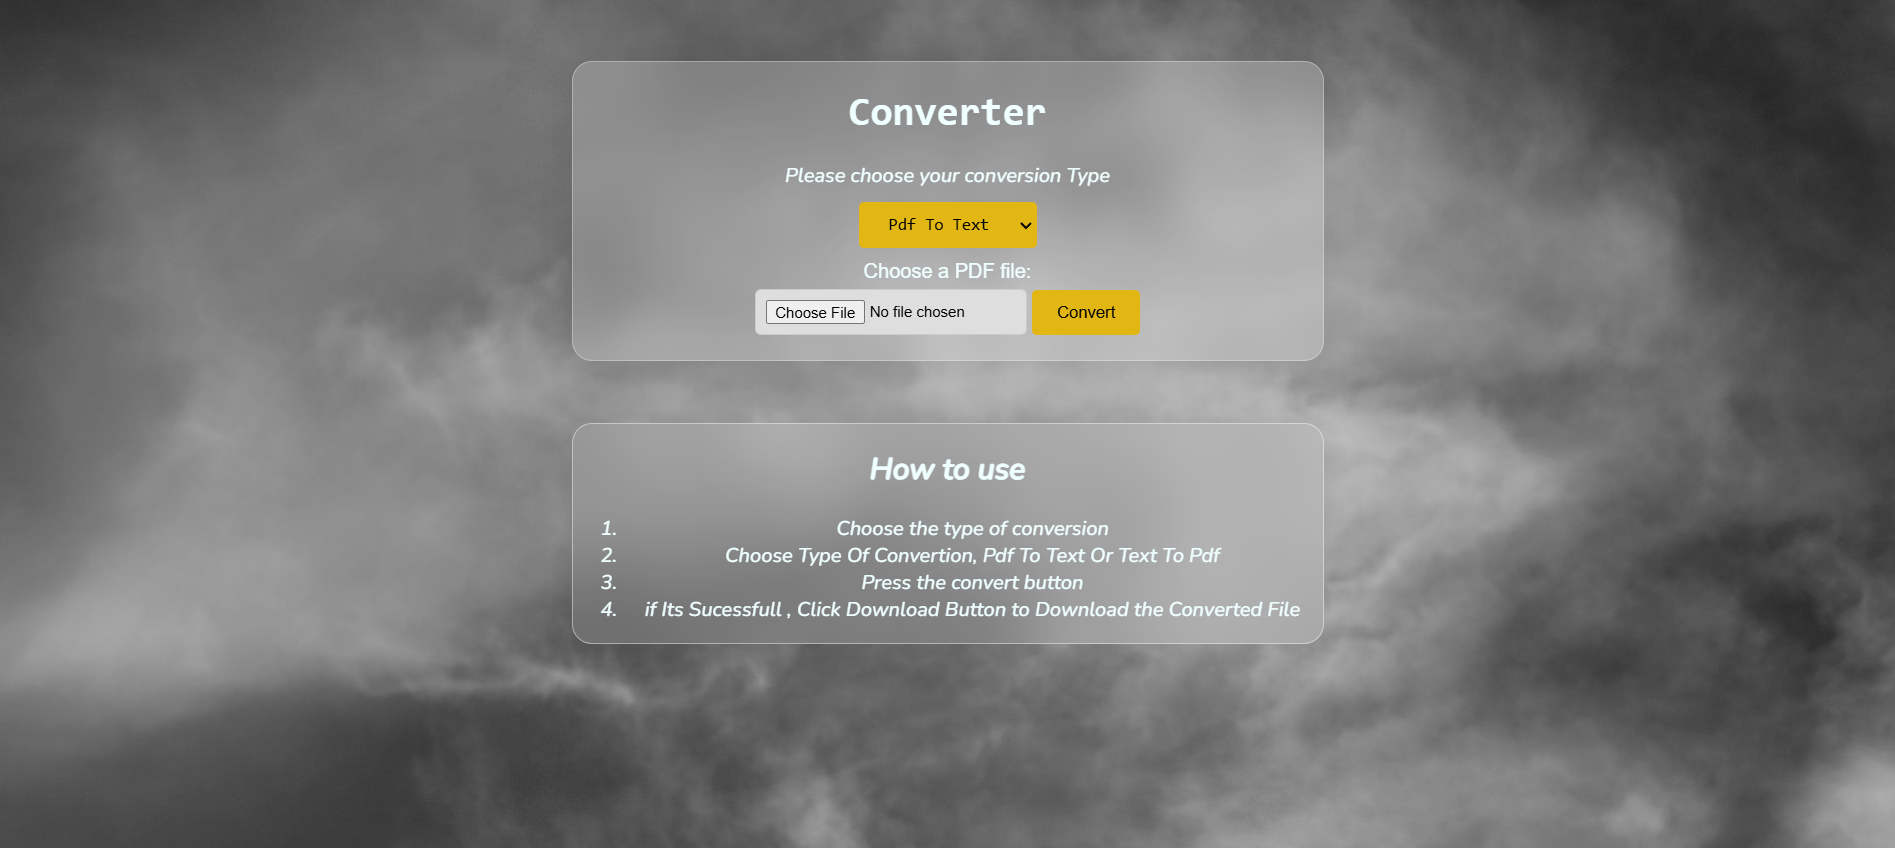 Converter
Please choose your conversion Type
Pdf To Text
Choose a PDF file:
Choose File No file chosen Convert
How to use
1. Choose the type of conversion
2. Choose Type Of Convertion, Pdf To Text Or Text To Pdf
3. Press the convert button
4. if Its Sucessfull , Click Download Button to Download the Converted File